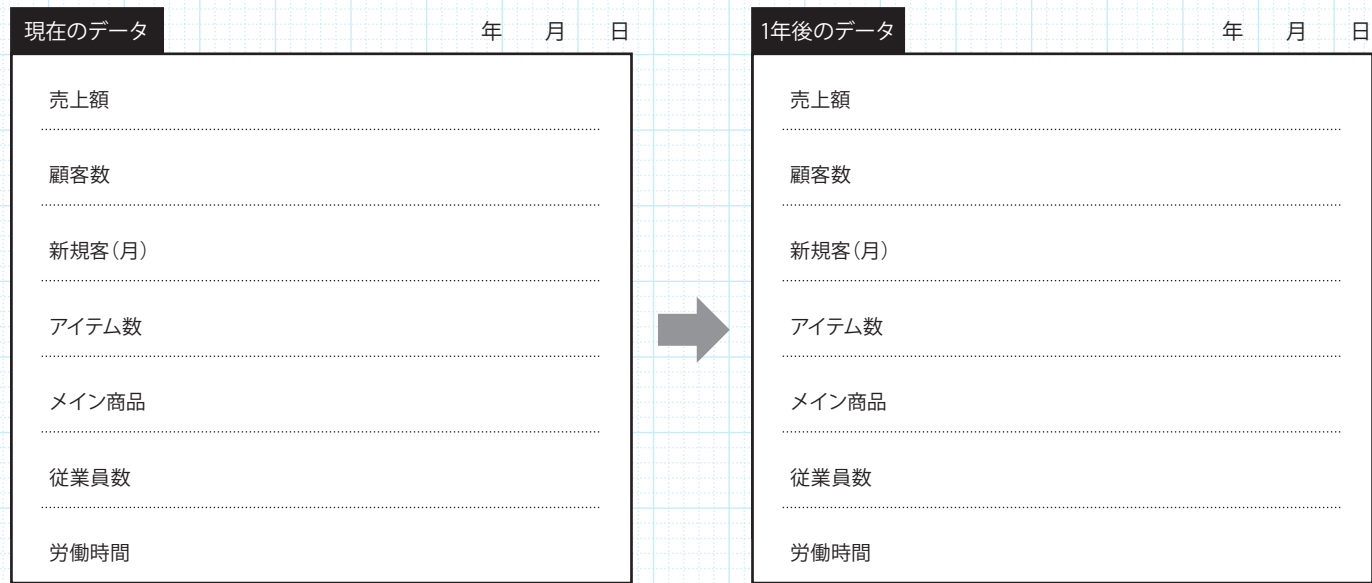 現在のデータ 年 月 日
売上額
顧客数
新規客(月)
アイテム数
メイン商品
従業員数
労働時間
1年後のデータ 年 月 日
売上額
顧客数
新規客(月)
アイテム数
メイン商品
従業員数
労働時間